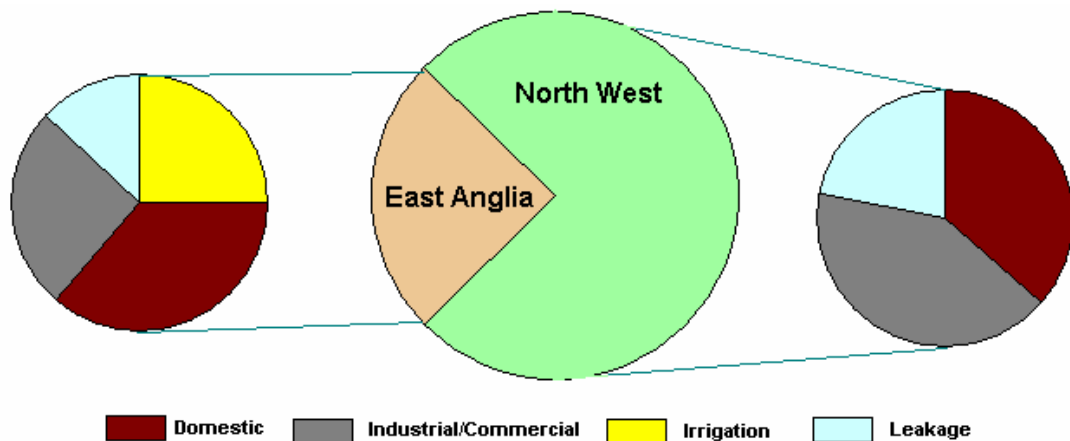 North West
East Anglia
Domestic
Industrial/Commercial
Irrigation
Leakage